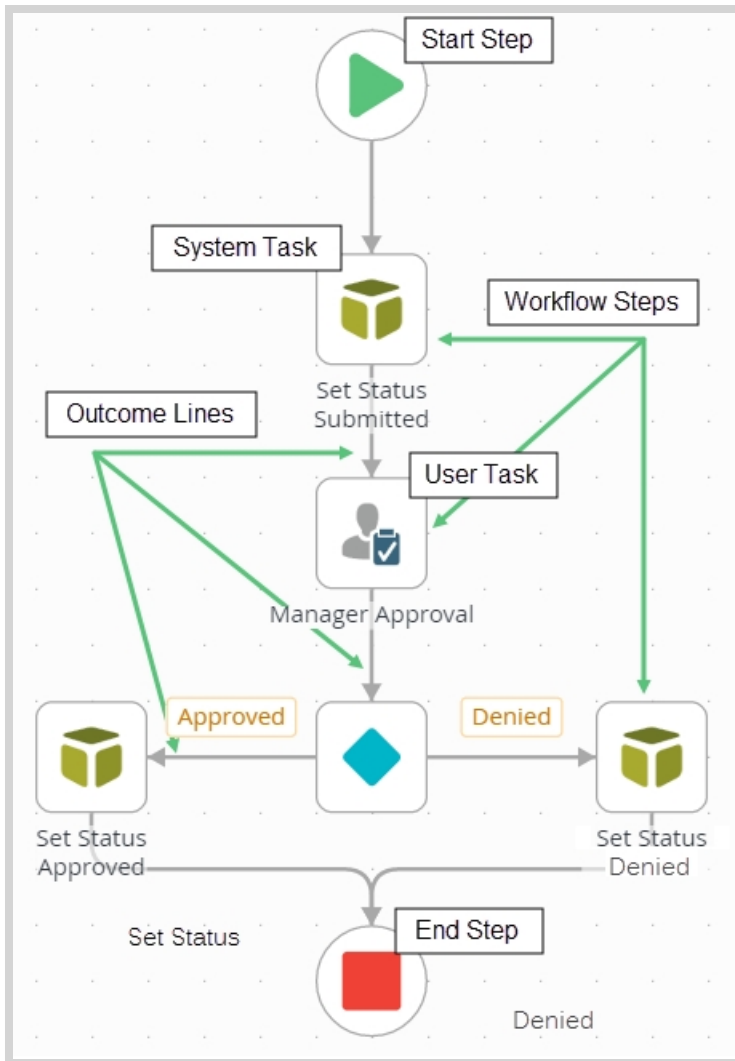 Start Step
System Task
Workflow Steps
Set Status
Submitted
Outcome Lines
User Task
Manager Approval
Approved
Denied
Set Status
Approved
Set Status
Denied
End Step
Set Status
Denied